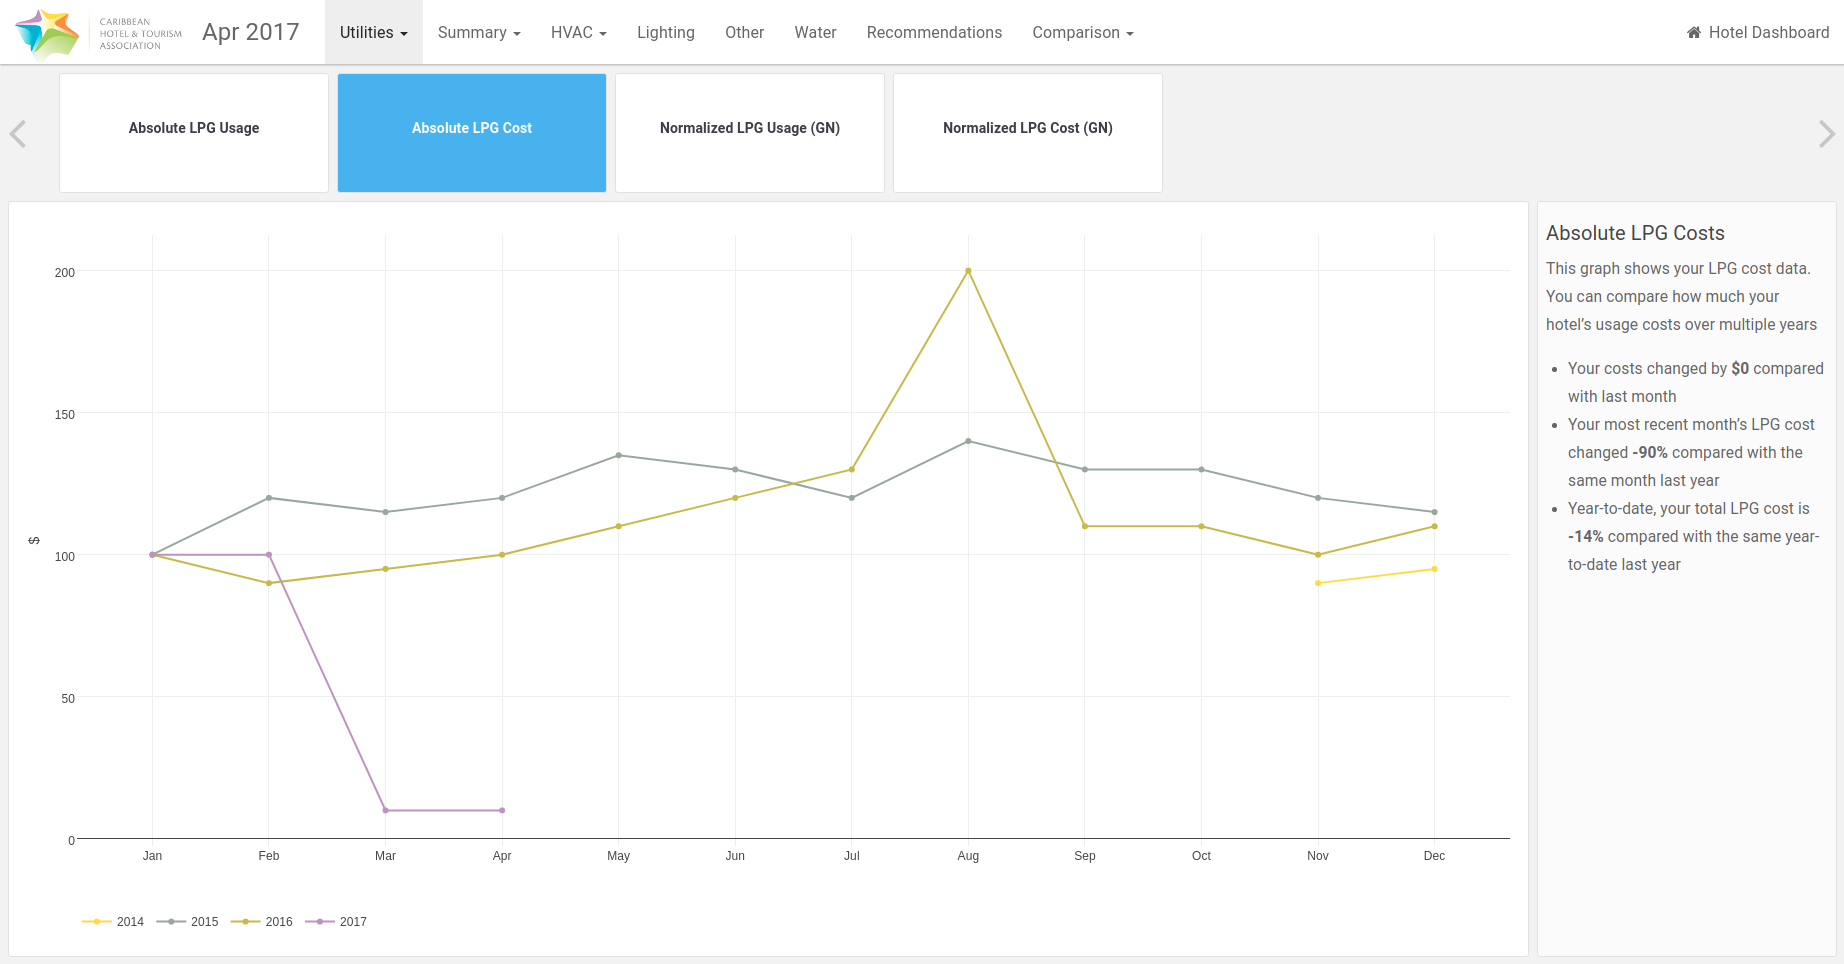 CARIBBEAN
HOTEL & TOURISM
ASSOCIATION
Apr 2017
Utilities
Summary
HVAC
Lighting
Other
Water
Recommendations
Comparison
Hotel Dashboard
Absolute LPG Usage
Absolute LPG Cost
Normalized LPG Usage (GN)
Normalized LPG Cost (GN)
200
150
100
50
0
$
Jan
Feb
Mar
Apr
May
Jun
Jul
Aug
Sep
Oct
Nov
Dec
2014
2015
2016
2017
Absolute LPG Costs
This graph shows your LPG cost data.
You can compare how much your
hotel’s usage costs over multiple years
Your costs changed by $0 compared
with last month
Your most recent month’s LPG cost
changed -90% compared with the
same month last year
Year-to-date, your total LPG cost is
-14% compared with the same year-
to-date last year